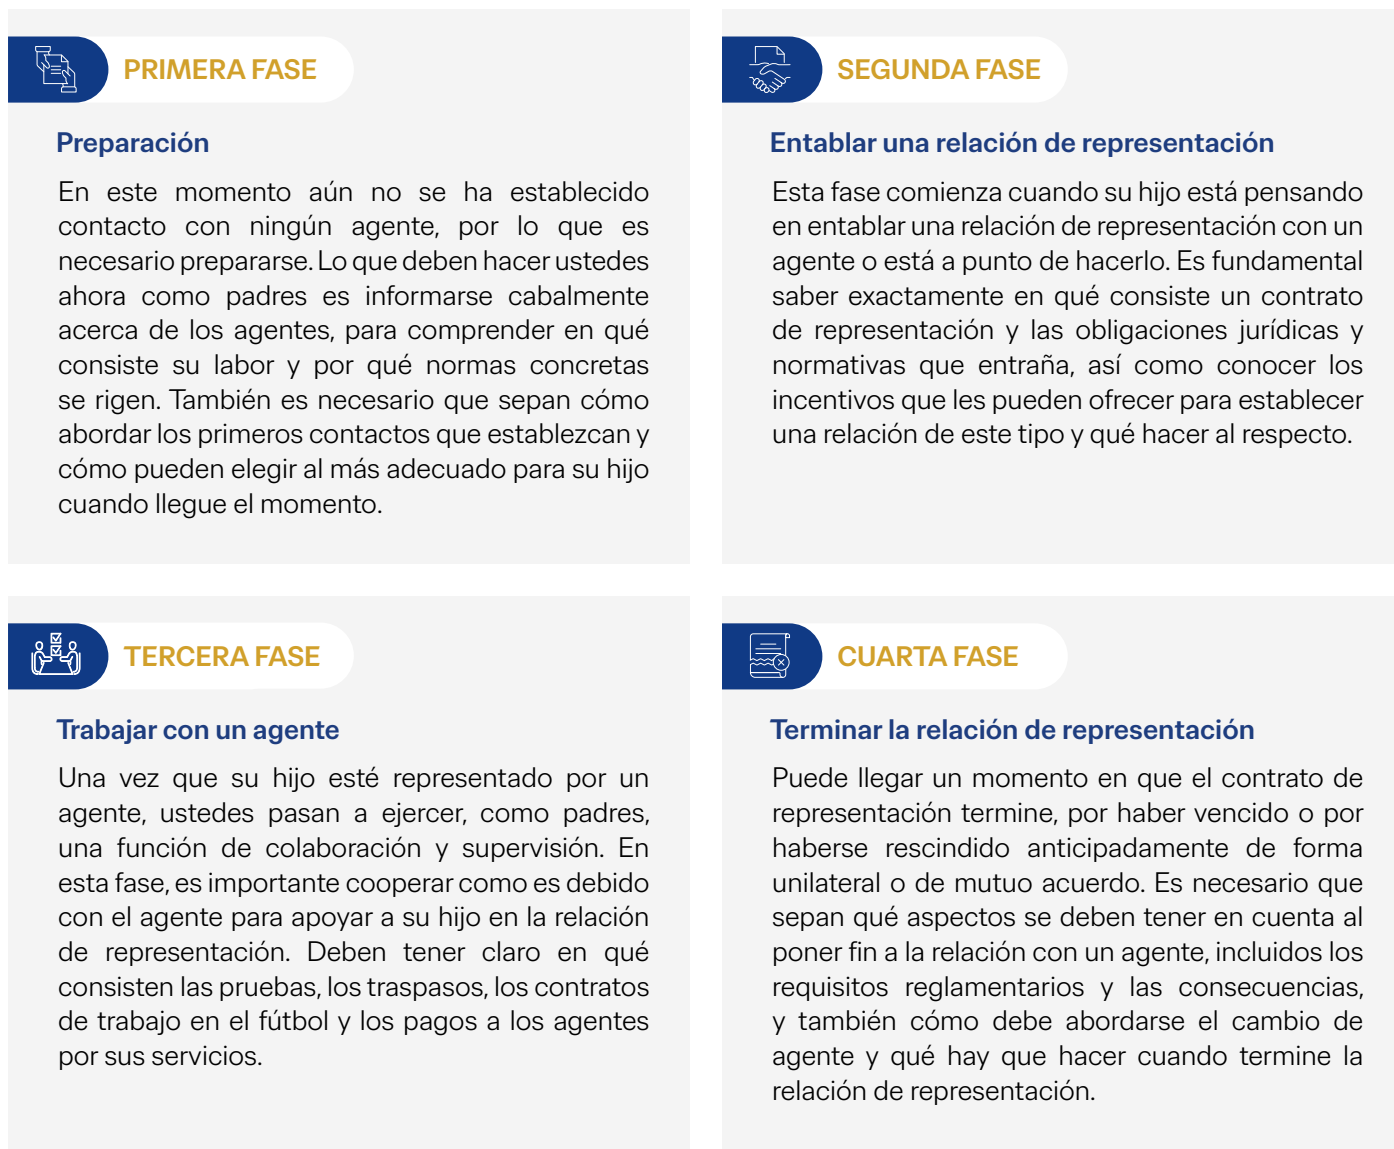 PRIMERA FASE
Preparación
En este momento aún no se ha establecido
contacto con ningún agente, por lo que es
necesario prepararse. Lo que deben hacer ustedes
ahora como padres es informarse cabalmente
acerca de los agentes, para comprender en qué
consiste su labor y por qué normas concretas
se rigen. También es necesario que sepan cómo
abordar los primeros contactos que establezcan y
cómo pueden elegir al más adecuado para su hijo
cuando llegue el momento.
SEGUNDA FASE
Entablar una relación de representación
Esta fase comienza cuando su hijo está pensando
en entablar una relación de representación con un
agente o está a punto de hacerlo. Es fundamental
saber exactamente en qué consiste un contrato
de representación y las obligaciones jurídicas y
normativas que entraña, así como conocer los
incentivos que les pueden ofrecer para establecer
una relación de este tipo y qué hacer al respecto.
TERCERA FASE
Trabajar con un agente
Una vez que su hijo esté representado por un
agente, ustedes pasan a ejercer, como padres,
una función de colaboración y supervisión. En
esta fase, es importante cooperar como es debido
con el agente para apoyar a su hijo en la relación
de representación. Deben tener claro en qué
consisten las pruebas, los traspasos, los contratos
de trabajo en el fútbol y los pagos a los agentes
por sus servicios.
CUARTA FASE
Terminar la relación de representación
Puede llegar un momento en que el contrato de
representación termine, por haber vencido o por
haberse rescindido anticipadamente de forma
unilateral o de mutuo acuerdo. Es necesario que
sepan qué aspectos se deben tener en cuenta al
poner fin a la relación con un agente, incluidos los
requisitos reglamentarios y las consecuencias,
y también cómo debe abordarse el cambio de
agente y qué hay que hacer cuando termine la
relación de representación.